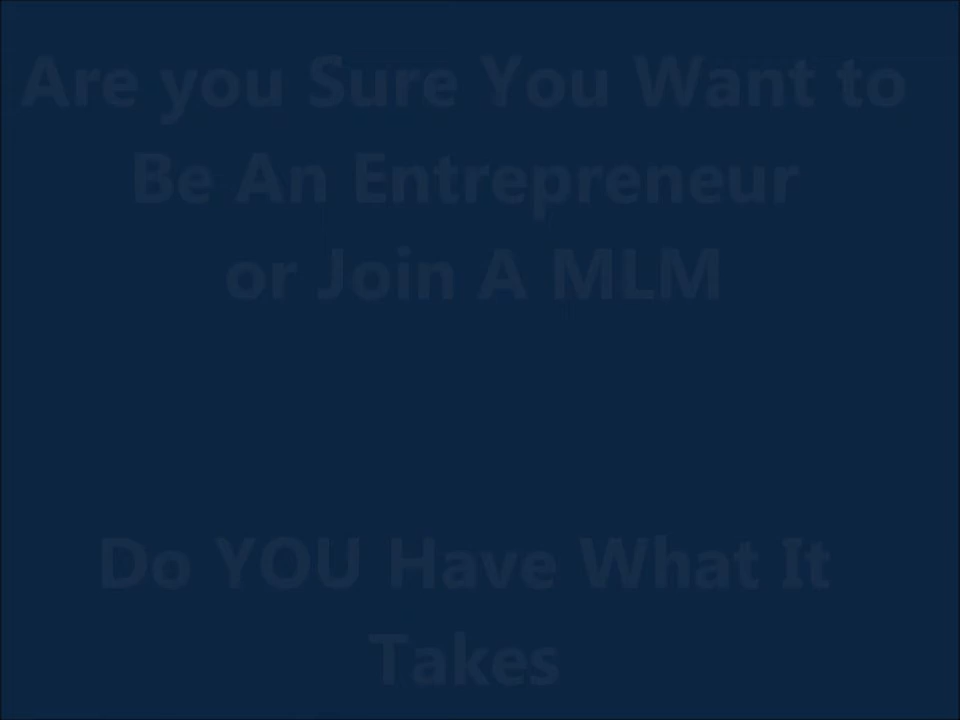 Are you Sure You Want to
Be An Entrepreneur
or Join A MLM
Do YOU Have What It
Takes